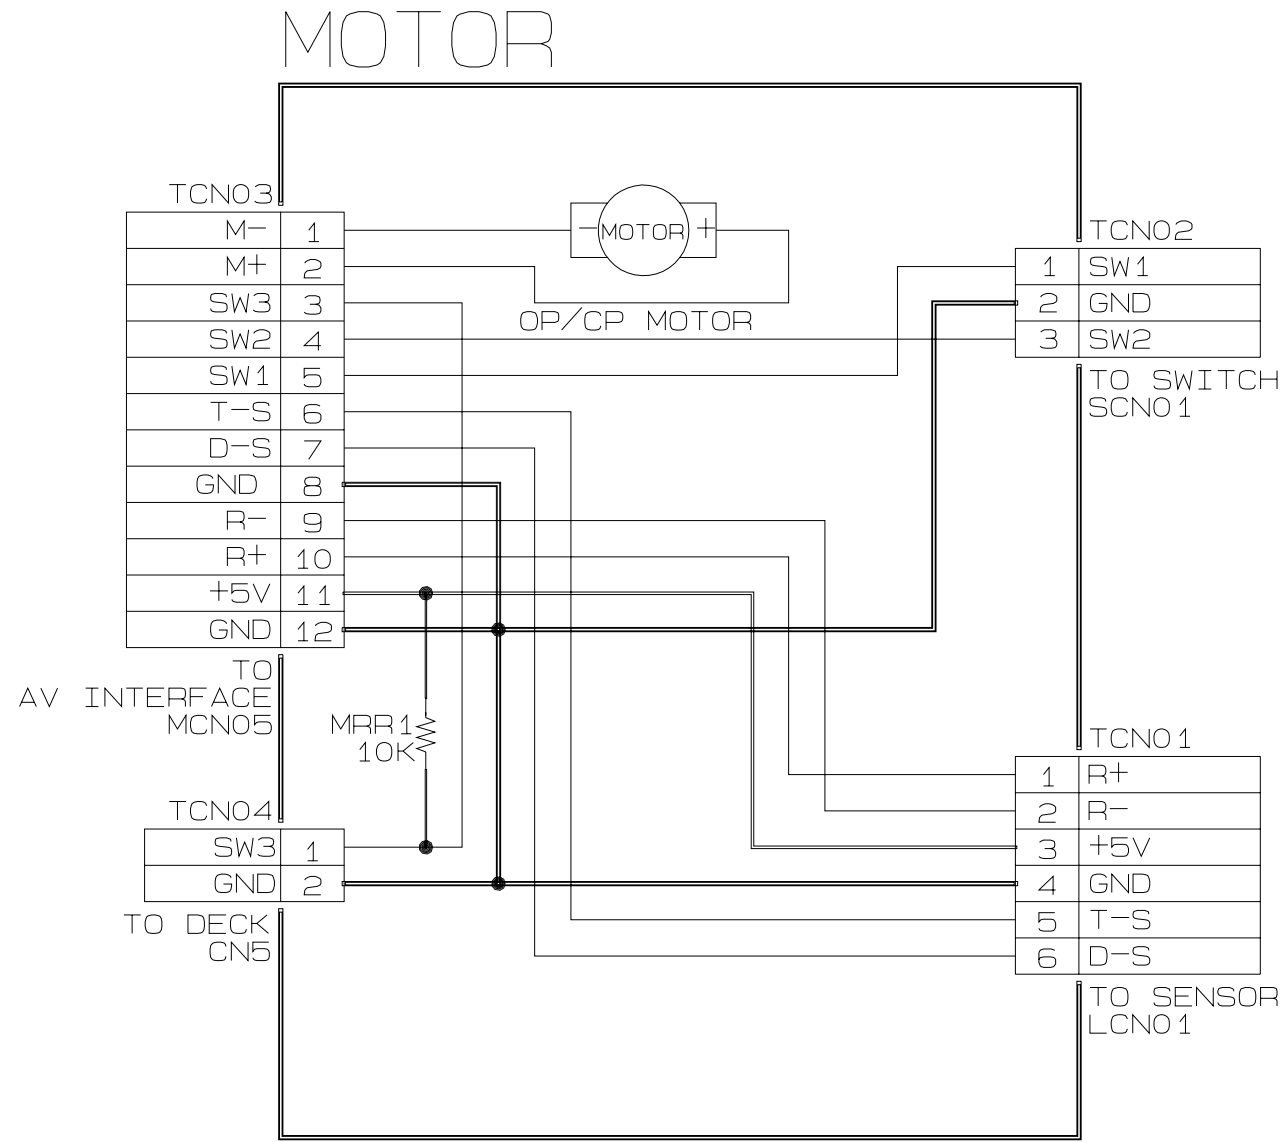 MOTOR
TCN03
M- 1
M+ 2
SW3 3
SW2 4
SW1 5
T-S 6
D-S 7
GND 8
R- 9
R+ 10
+5V 11
GND 12
TO
AV INTERFACE
MCN05
- MOTOR +
OP/CP MOTOR
TCN02
1 SW1
2 GND
3 SW2
TO SWITCH
SCN01
MRR1
10K
TCN04
SW3 1
GND 2
TO DECK
CN5
TCN01
1 R+
2 R-
3 +5V
4 GND
5 T-S
6 D-S
TO SENSOR
LCN01